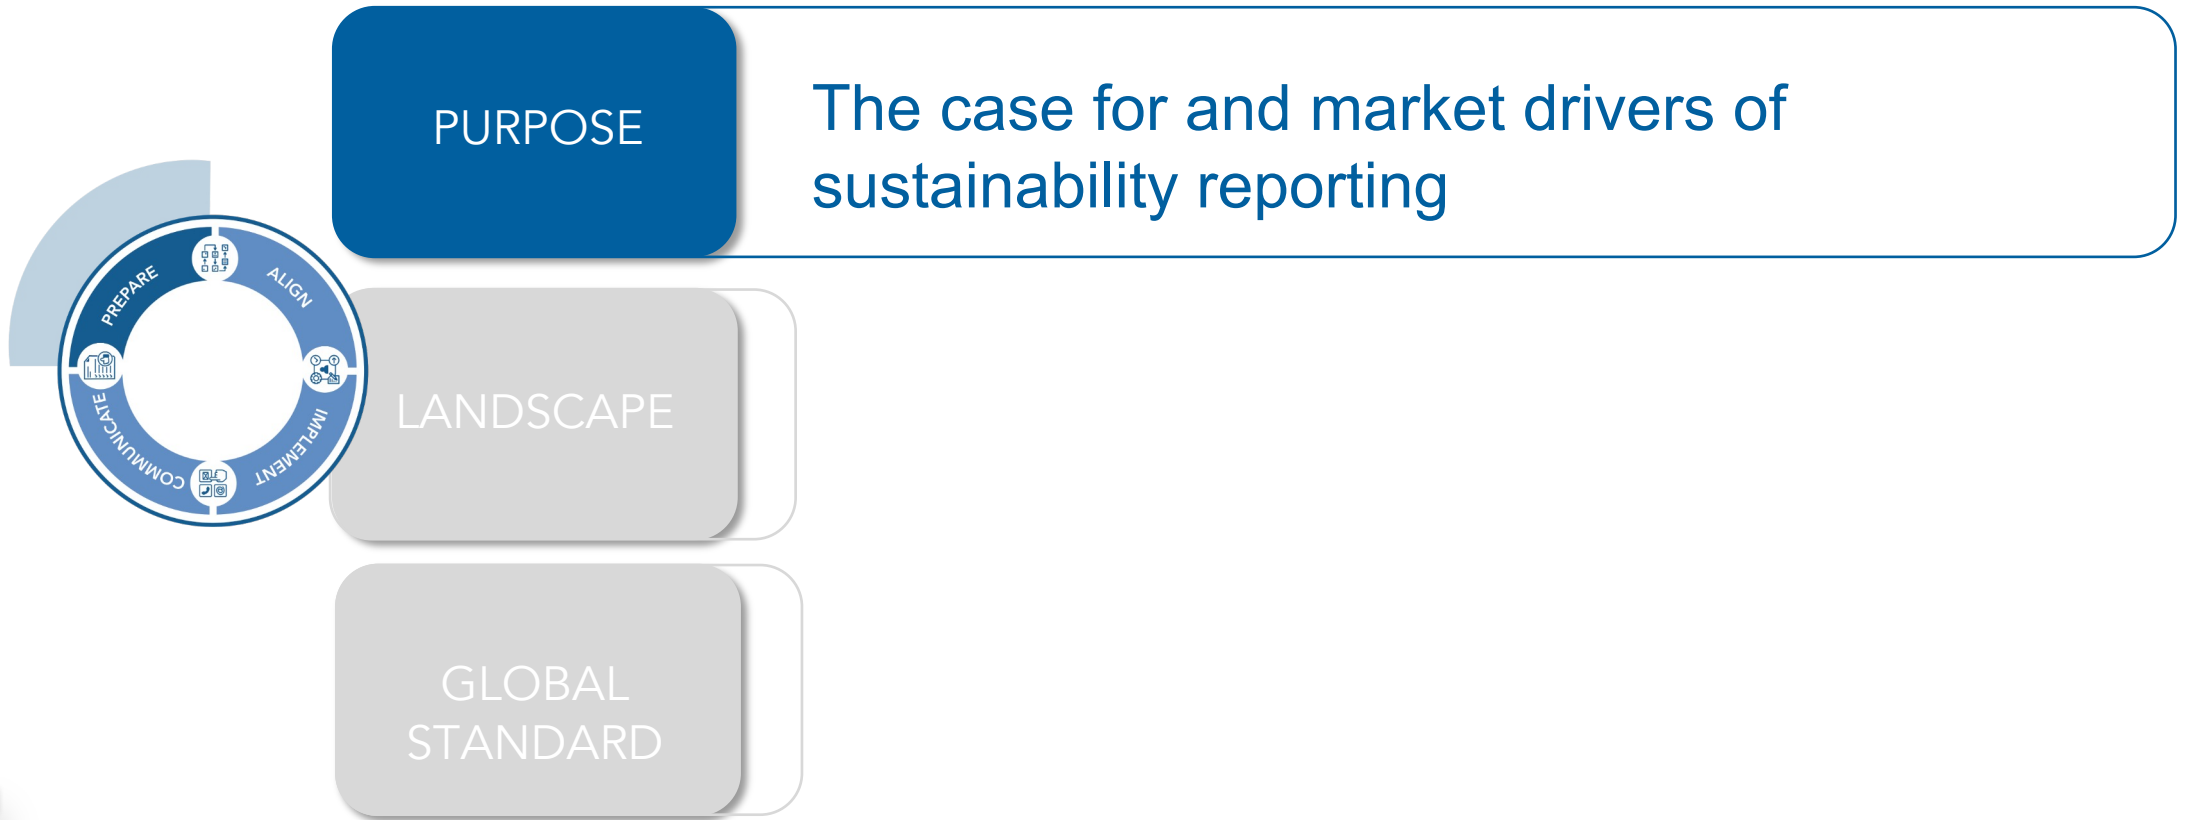 PURPOSE
The case for and market drivers of
sustainability reporting
PREPARE
ALIGN
IMPLEMENT
COMMUNICATE
LANDSCAPE
GLOBAL
STANDARD